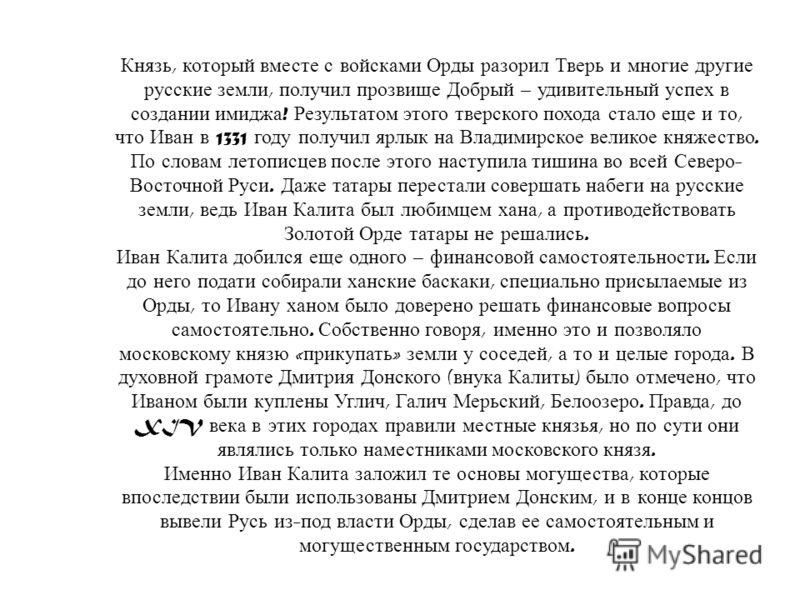 Князь, который вместе с войсками Орды разорил Тверь и многие другие
русские земли, получил прозвище Добрый – удивительный успех в
создании имиджа! Результатом этого тверского похода стало еще и то,
что Иван в 1331 году получил ярлык на Владимирское великое княжество.
По словам летописцев после этого наступила тишина во всей Северо-
Восточной Руси. Даже татары перестали совершать набеги на русские
земли, ведь Иван Калита был любимцем хана, а противодействовать
Золотой Орде татары не решались.
Иван Калита добился еще одного – финансовой самостоятельности. Если
до него подати собирали ханские баскаки, специально присылаемые из
Орды, то Ивану ханом было доверено решать финансовые вопросы
самостоятельно. Собственно говоря, именно это и позволяло
московскому князю «прикупать» земли у соседей, а то и целые города. В
духовной грамоте Дмитрия Донского (внука Калиты) было отмечено, что
Иваном были куплены Углич, Галич Мерьский, Белоозеро. Правда, до
XIV века в этих городах правили местные князья, но по сути они
являлись только наместниками московского князя.
Именно Иван Калита заложил те основы могущества, которые
впоследствии были использованы Дмитрием Донским, и в конце концов
вывели Русь из-под власти Орды, сделав ее самостоятельным и
могущественным государством.
MyShared